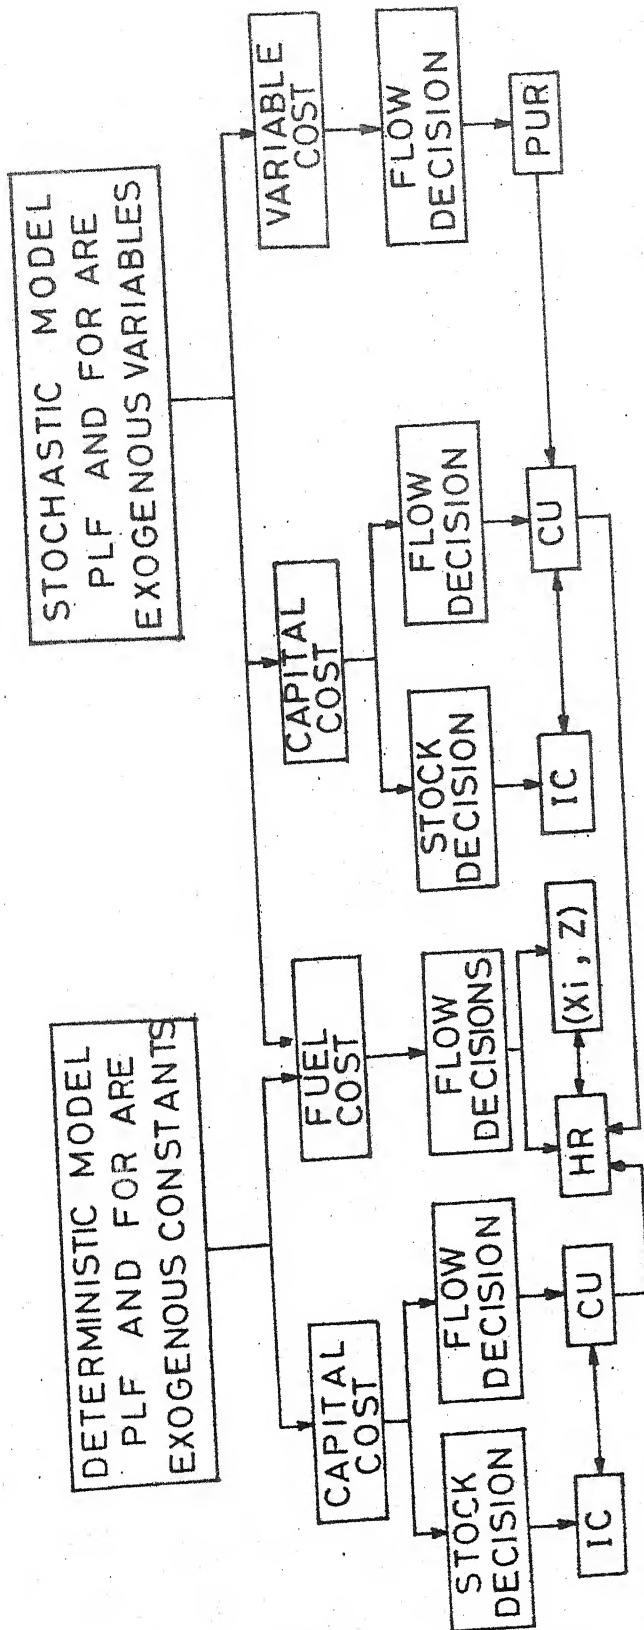 DETERMINISTIC MODEL
PLF AND FOR ARE
EXOGENOUS CONSTANTS
STOCHASTIC MODEL
PLF AND FOR ARE
EXOGENOUS VARIABLES
CAPITAL
COST
FUEL
COST
CAPITAL
COST
VARIABLE
COST
STOCK
DECISION
FLOW
DECISION
FLOW
DECISIONS
STOCK
DECISION
FLOW
DECISION
FLOW
DECISION
IC
CU
HR
(Xi, Z)
IC
CU
PUR